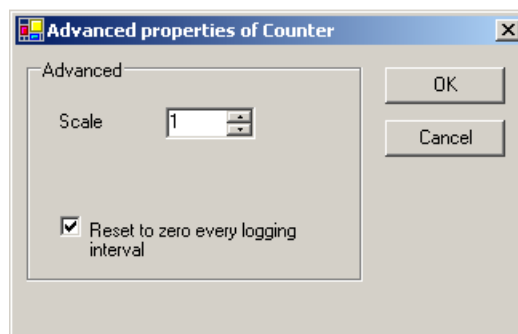 Advanced properties of Counter
Advanced
Scale
1
Reset to zero every logging
interval
OK
Cancel